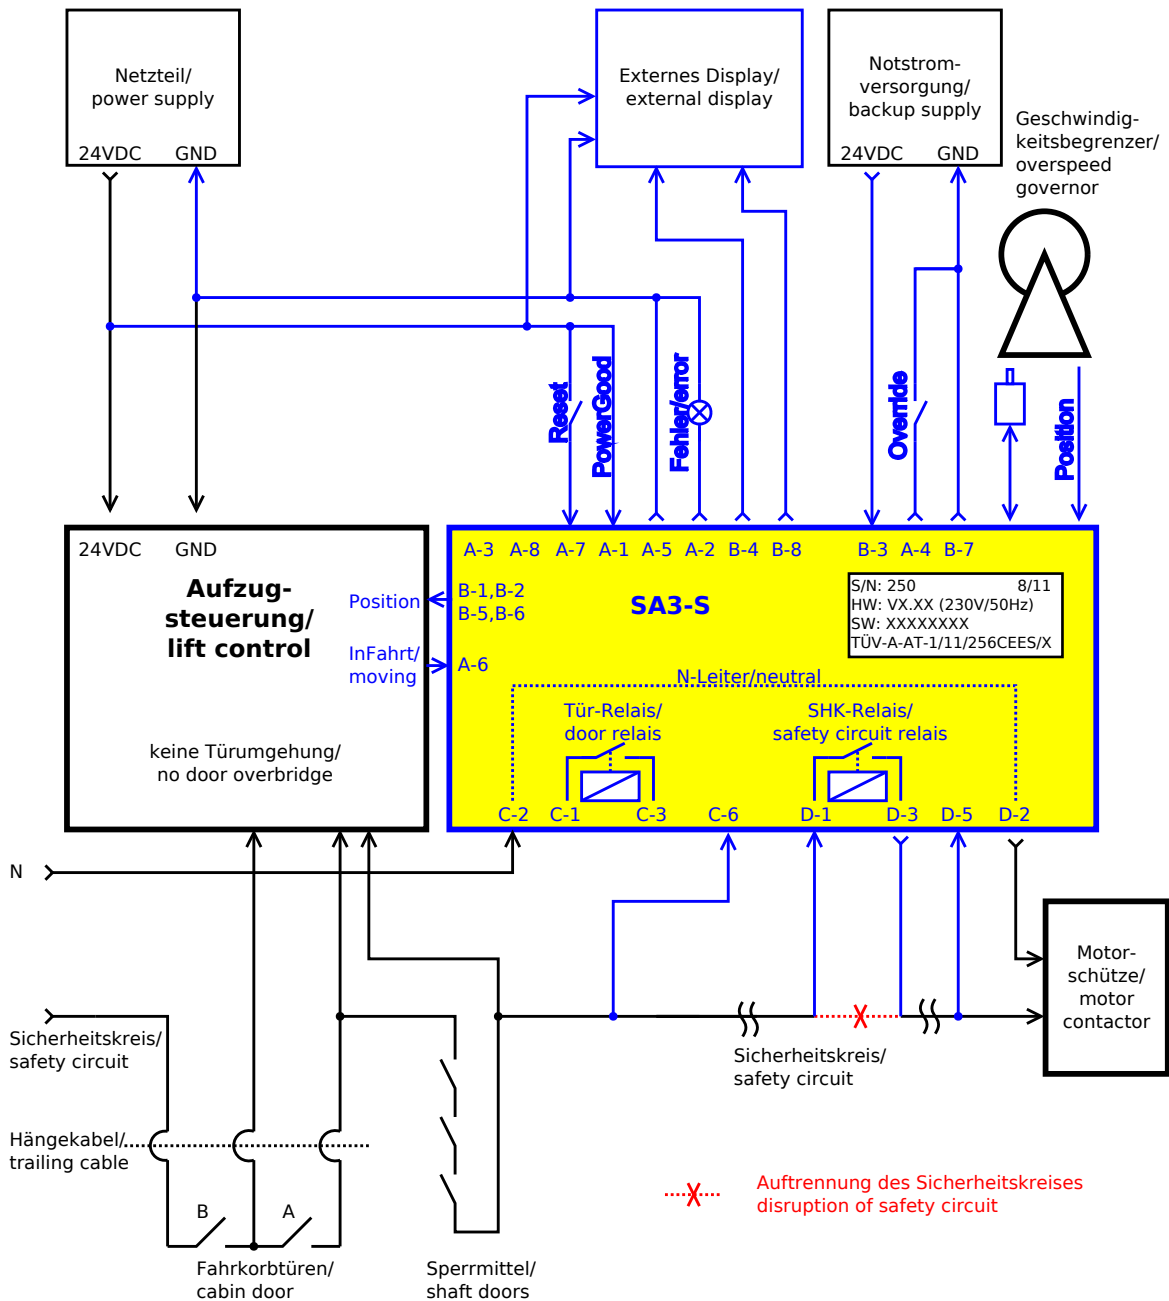 Netzteil/
power supply
24VDC GND
Externes Display/
external display
Notstrom-
versorgung/
backup supply
24VDC GND
Geschwindig-
keitsbegrenzer/
overspeed
governor
Reset
PowerGood
Fehler/error
Override
Position
24VDC GND
Aufzug-
steuerung/
lift control
Position
InFahrt/
moving
keine Türumgehung/
no door overbridge
A-3 A-8 A-7 A-1 A-5 A-2 B-4 B-8 B-3 A-4 B-7
B-1,B-2
B-5,B-6
A-6
SA3-S
S/N: 250 8/11
HW: VX.XX (230V/50Hz)
SW: XXXXXXXX
TÜV-A-AT-1/11/256CEES/X
N-Leiter/neutral
Tür-Relais/
door relais
SHK-Relais/
safety circuit relais
C-2 C-1 C-3 C-6 D-1 D-3 D-5 D-2
N
Motor-
schütze/
motor
contactor
Sicherheitskreis/
safety circuit
Sicherheitskreis/
safety circuit
Hängekabel/
trailing cable
B A
Fahrkorbtüren/
cabin door
Sperrmittel/
shaft doors
Auftrennung des Sicherheitskreises
disruption of safety circuit